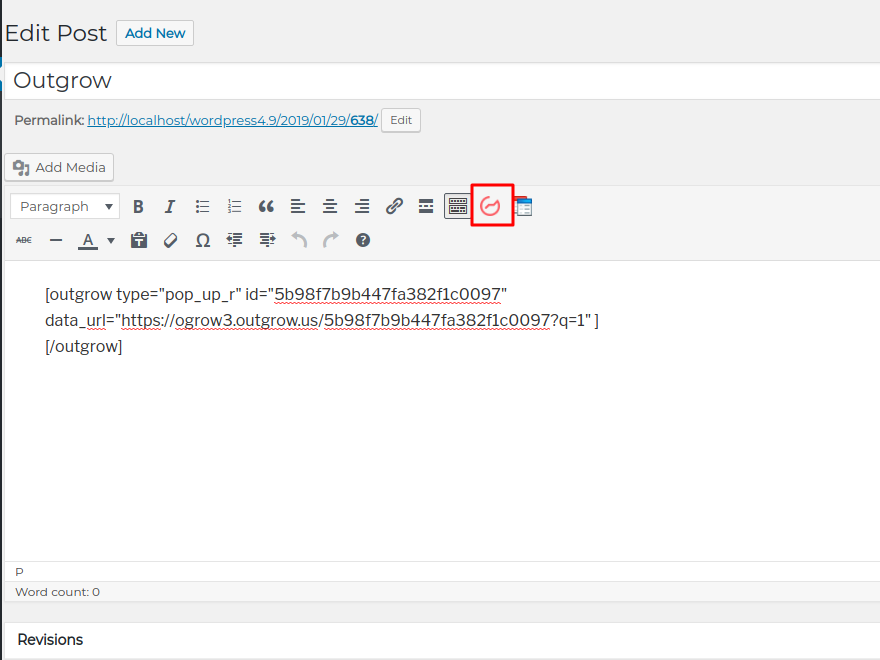 Edit Post Add New
Outgrow
Permalink: http://localhost/wordpress4.9/2019/01/29/638/ Edit
Add Media
Paragraph B I
ABC A Ω ?
[outgrow type="pop_up_r" id="5b98f7b9b447fa382f1c0097"
data_url="https://ogrow3.outgrow.us/5b98f7b9b447fa382f1c0097?q=1" ]
[/outgrow]
P
Word count: 0
Revisions